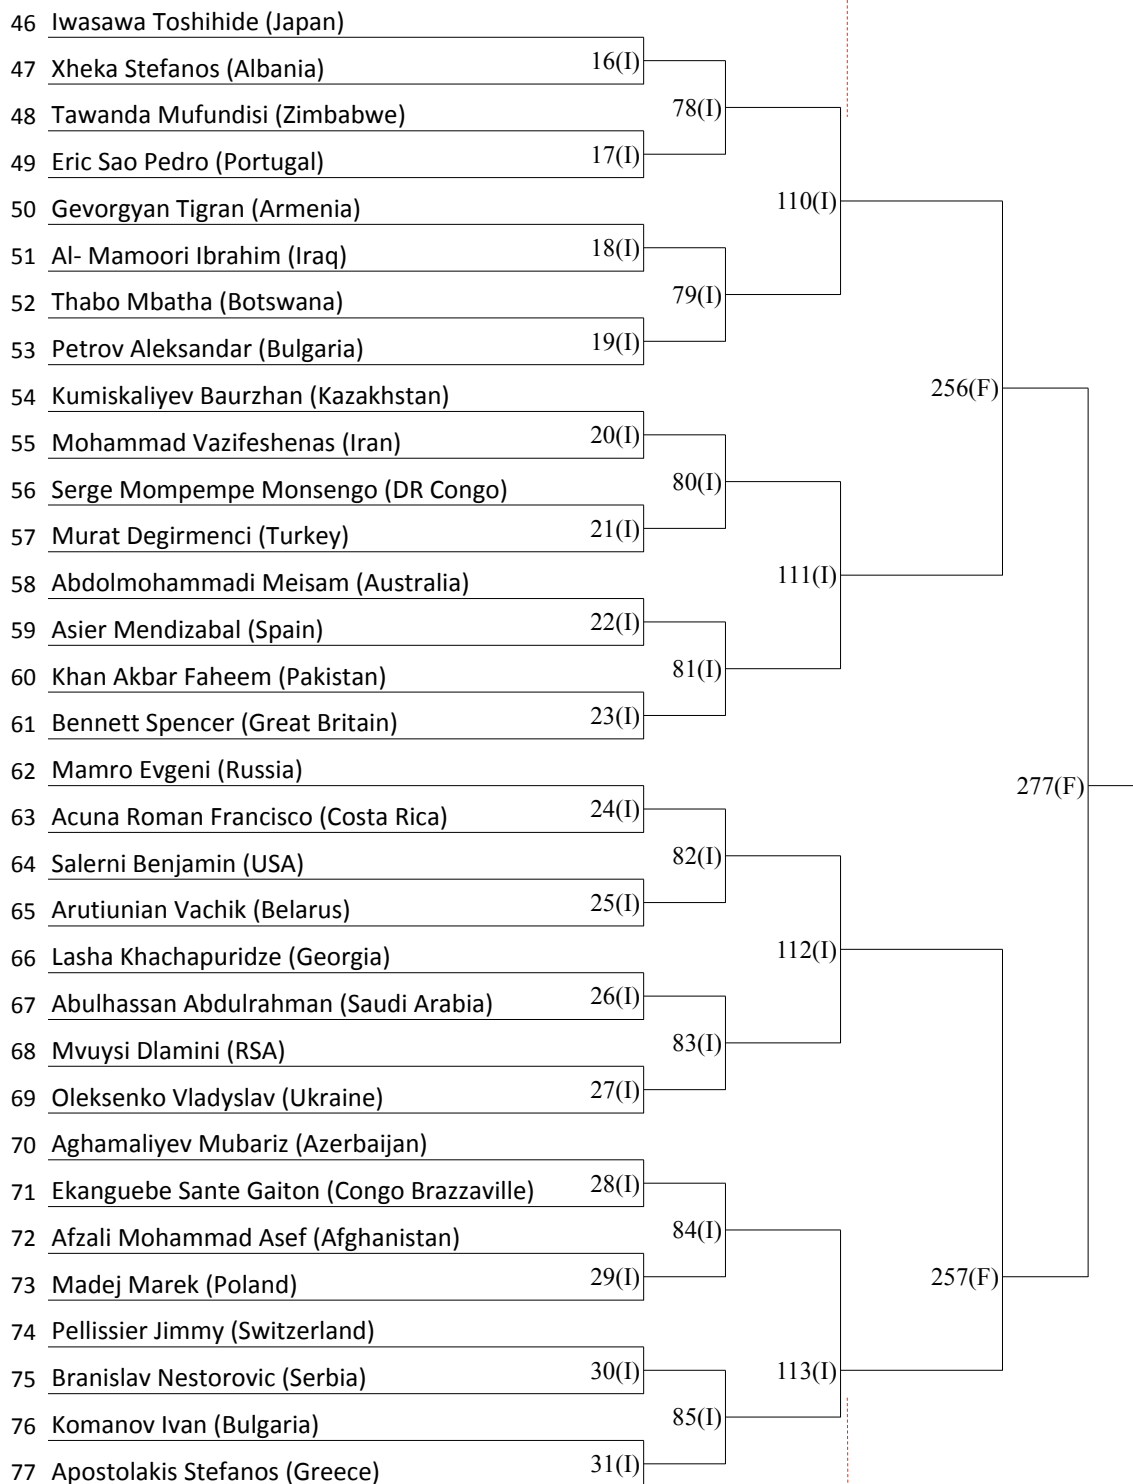 46 Iwasawa Toshihide (Japan)
16(I)
47 Xheka Stefanos (Albania)
78(I)
48 Tawanda Mufundisi (Zimbabwe)
17(I)
49 Eric Sao Pedro (Portugal)
110(I)
50 Gevorgyan Tigran (Armenia)
18(I)
51 Al- Mamoori Ibrahim (Iraq)
79(I)
52 Thabo Mbatha (Botswana)
19(I)
53 Petrov Aleksandar (Bulgaria)
256(F)
54 Kumiskaliyev Baurzhan (Kazakhstan)
20(I)
55 Mohammad Vazifeshenas (Iran)
80(I)
56 Serge Mompempe Monsengo (DR Congo)
21(I)
57 Murat Degirmenci (Turkey)
111(I)
58 Abdolmohammadi Meisam (Australia)
22(I)
59 Asier Mendizabal (Spain)
81(I)
60 Khan Akbar Faheem (Pakistan)
23(I)
61 Bennett Spencer (Great Britain)
62 Mamro Evgeni (Russia)
277(F)
63 Acuna Roman Francisco (Costa Rica)
24(I)
82(I)
64 Salerni Benjamin (USA)
25(I)
65 Arutiunian Vachik (Belarus)
112(I)
66 Lasha Khachapuridze (Georgia)
26(I)
67 Abulhassan Abdulrahman (Saudi Arabia)
83(I)
68 Mvuysi Dlamini (RSA)
27(I)
69 Oleksenko Vladyslav (Ukraine)
70 Aghamaliyev Mubariz (Azerbaijan)
28(I)
71 Ekanguebe Sante Gaiton (Congo Brazzaville)
84(I)
72 Afzali Mohammad Asef (Afghanistan)
29(I)
257(F)
73 Madej Marek (Poland)
74 Pellissier Jimmy (Switzerland)
30(I)
113(I)
75 Branislav Nestorovic (Serbia)
85(I)
76 Komanov Ivan (Bulgaria)
31(I)
77 Apostolakis Stefanos (Greece)